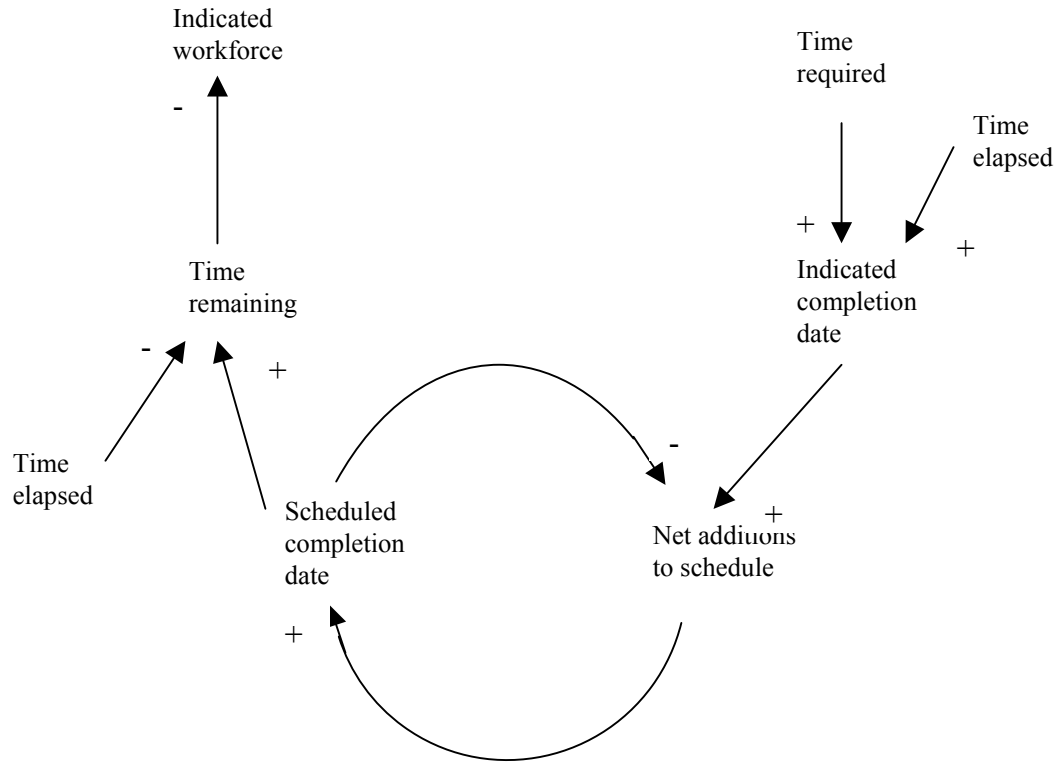 Indicated
workforce
-
Time
required
Time
elapsed
+
+
Time
remaining
Indicated
completion
date
-
+
Time
elapsed
-
Scheduled
completion
date
+
Net additions
to schedule
+